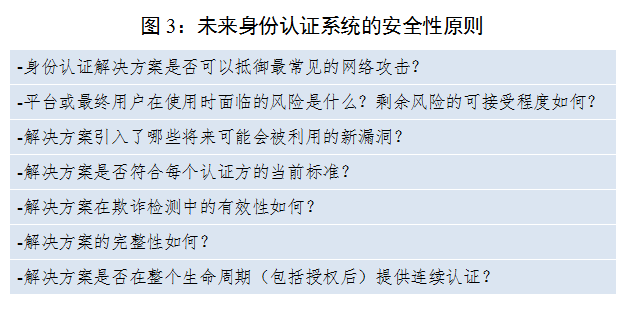 图 3：未来身份认证系统的安全性原则
-身份认证解决方案是否可以抵御最常见的网络攻击？
-平台或最终用户在使用时面临的风险是什么？剩余风险的可接受程度如何？
-解决方案引入了哪些将来可能会被利用的新漏洞？
-解决方案是否符合每个认证方的当前标准？
-解决方案在欺诈检测中的有效性如何？
-解决方案的完整性如何？
-解决方案是否在整个生命周期（包括授权后）提供连续认证？